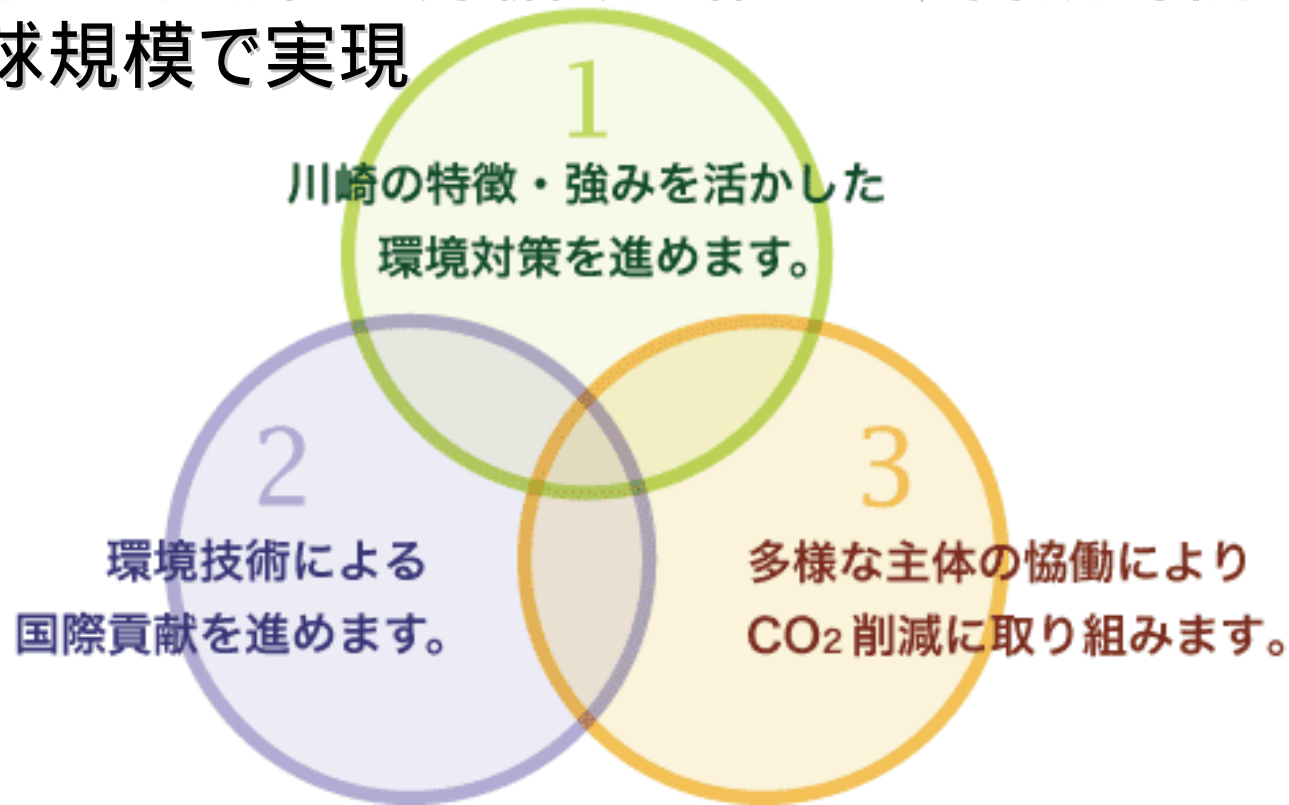 球規模で実現
1
川崎の特徴・強みを活かした
環境対策を進めます。
2
環境技術による
国際貢献を進めます。
3
多様な主体の協働により
CO2 削減に取り組みます。